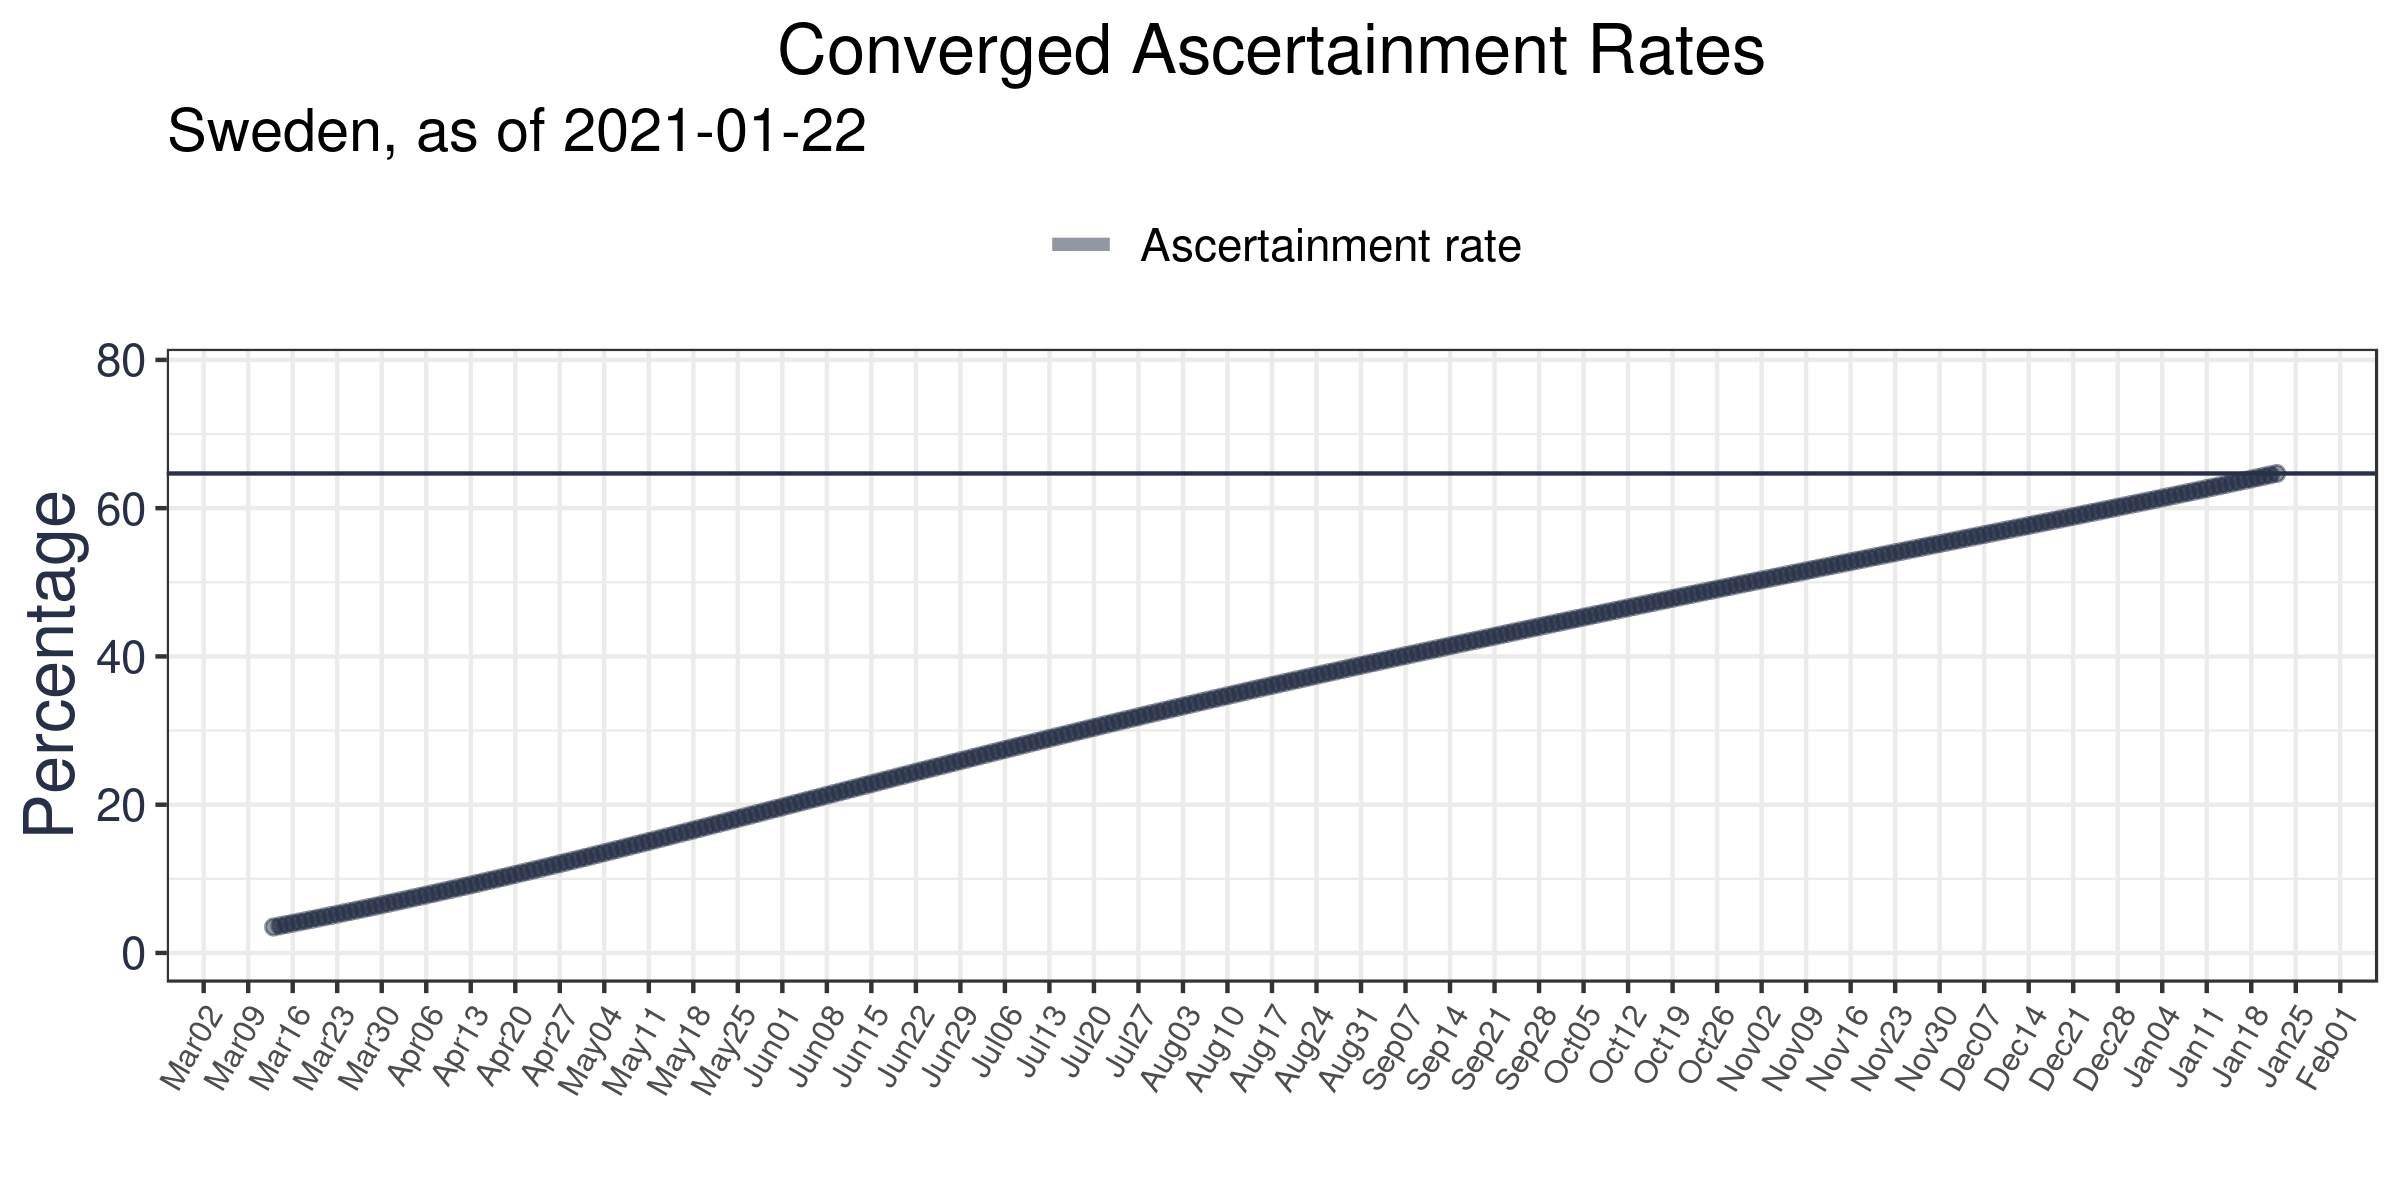 Converged Ascertainment Rates
Sweden, as of 2021-01-22
Ascertainment rate
Percentage
80
60
40
20
0
Mar02 Mar09 Mar16 Mar23 Mar30 Apr06 Apr13 Apr20 Apr27 May04 May11 May18 May25 Jun01 Jun08 Jun15 Jun22 Jun29 Jul06 Jul13 Jul20 Jul27 Aug03 Aug10 Aug17 Aug24 Aug31 Sep07 Sep14 Sep21 Sep28 Oct05 Oct12 Oct19 Oct26 Nov02 Nov09 Nov16 Nov23 Nov30 Dec07 Dec14 Dec21 Dec28 Jan04 Jan11 Jan18 Jan25 Feb01